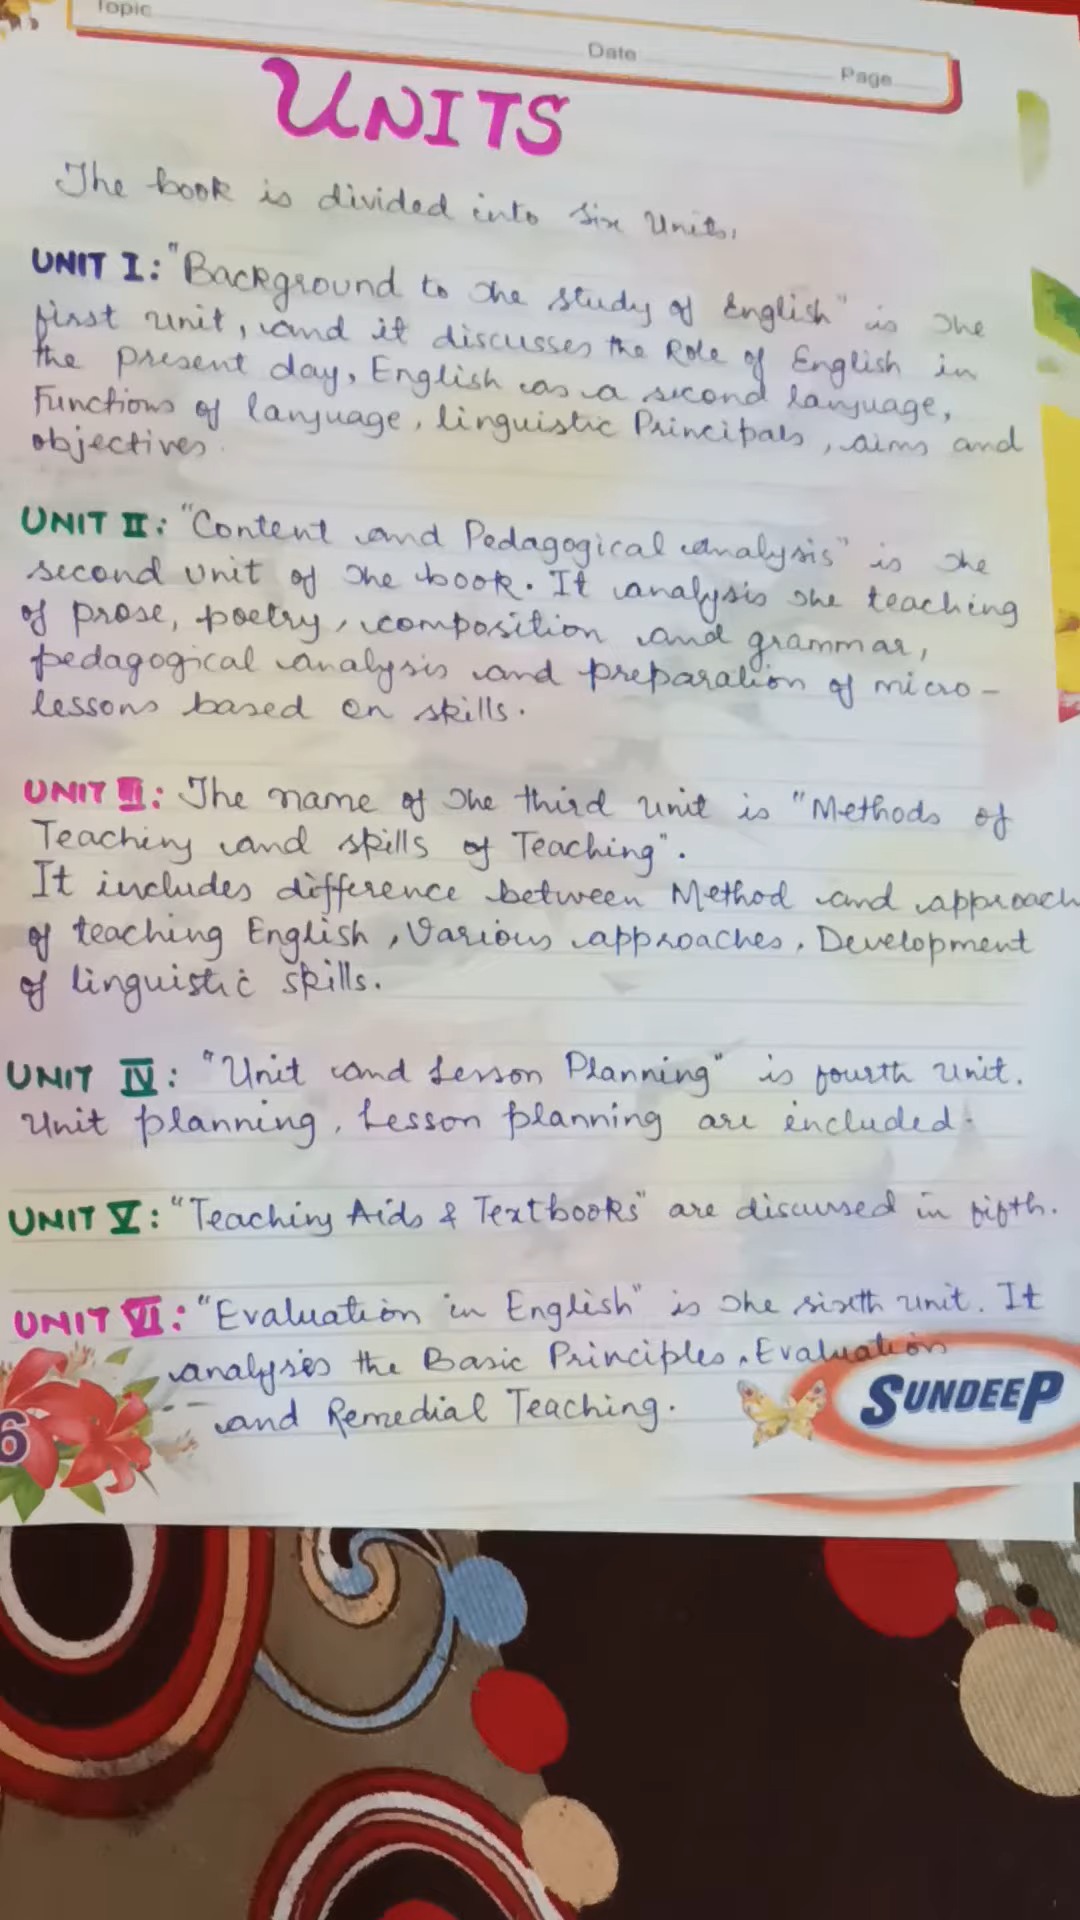 Topic
Date
Page
UNITS
The book is divided into Six Units.
UNIT I: "Background to the study of English" is the
first unit, and it discusses the Role of English in
the present day, English as a second language,
Functions of language, linguistic Principals, aims and
objectives.
UNIT II: "Content and Pedagogical analysis" is the
second unit of the book. It analysis the teaching
of prose, poetry, composition and grammar,
pedagogical analysis and preparation of micro-
lessons based on skills.
UNIT III: The name of the third unit is "Methods of
Teaching and skills of Teaching".
It includes difference between Method and approach
of teaching English, Various approaches, Development
of linguistic skills.
UNIT IV: "Unit and Lesson Planning" is fourth unit.
Unit planning, Lesson planning are included.
UNIT V: "Teaching Aids & Textbooks" are discussed in fifth.
UNIT VI: "Evaluation in English" is the sixth unit. It
analyses the Basic Principles, Evaluation
and Remedial Teaching.
SUNDEEP
6